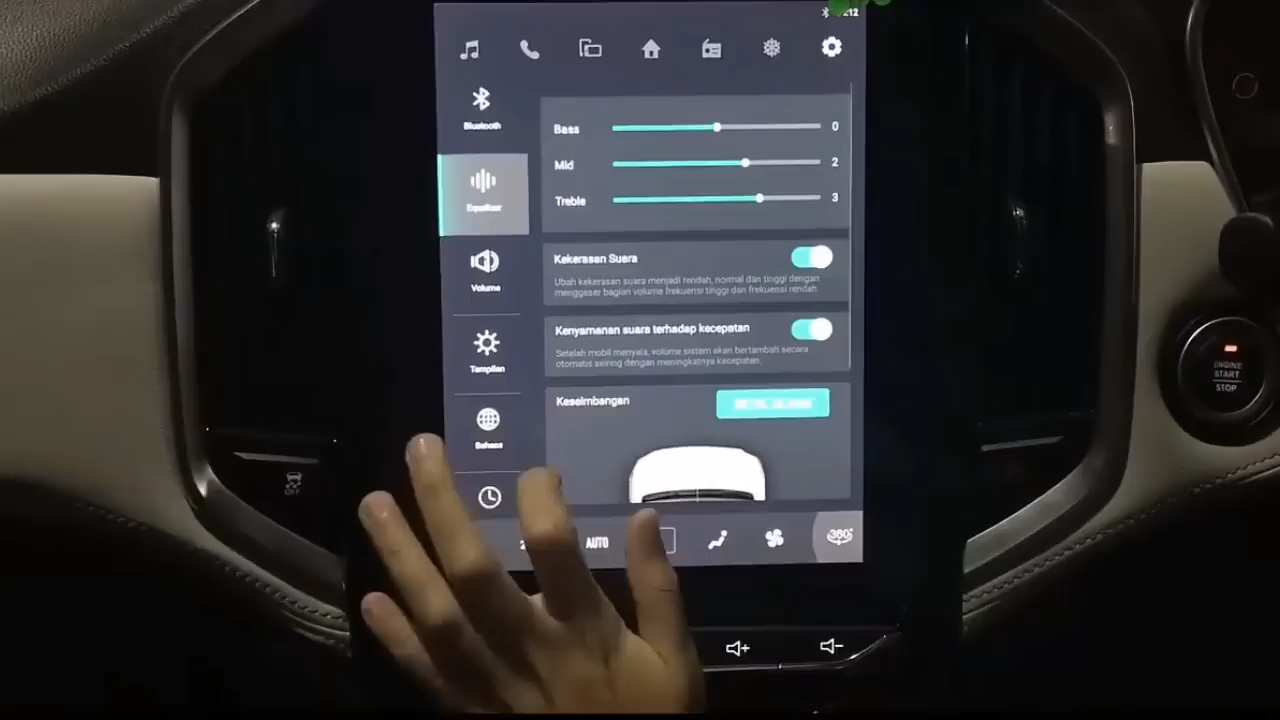 :12
Bluetooth
Equalizer
Volume
Tampilan
Bahasa
Bass 0
Mid 2
Treble 3
Kekerasan Suara
Ubah kekerasan suara menjadi rendah, normal dan tinggi dengan
menggeser bagian volume frekuensi tinggi dan frekuensi rendah.
Kenyamanan suara terhadap kecepatan
Setelah mobil menyala, volume sistem akan bertambah secara
otomatis seiring dengan meningkatnya kecepatan.
Keseimbangan
AUTO
360°
OFF
ENGINE
START
STOP